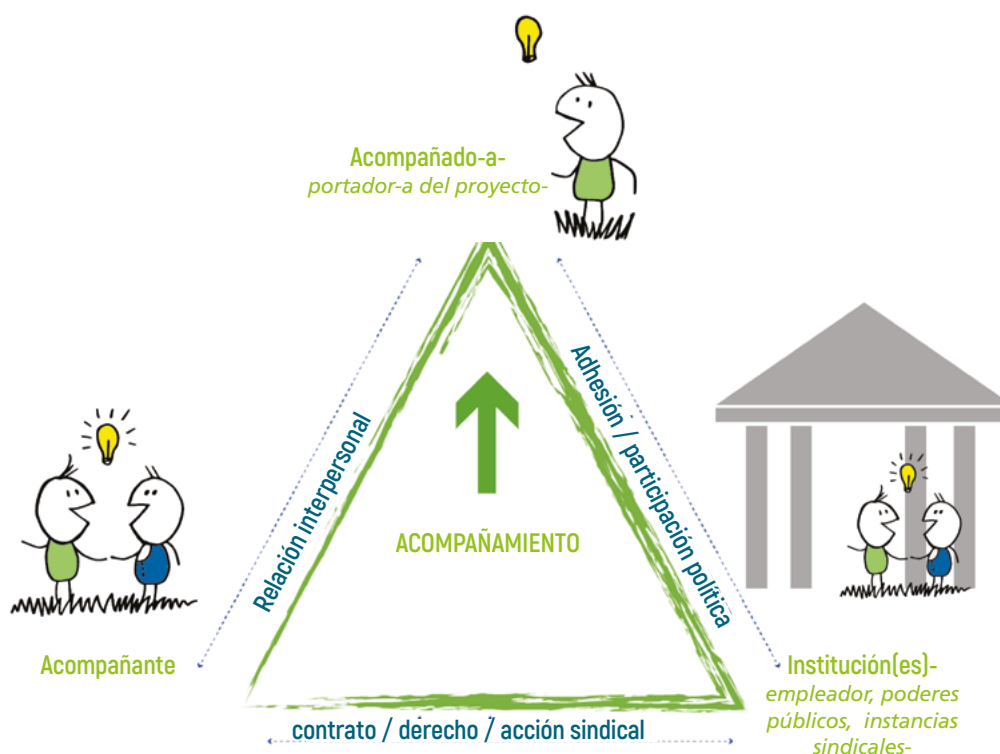 Acompañado-a-
portador-a del proyecto-
Relación interpersonal
Adhesión / participación política
ACOMPAÑAMIENTO
Acompañante
Institución(es)-
empleador, poderes
públicos, instancias
sindicales-
contrato / derecho / acción sindical